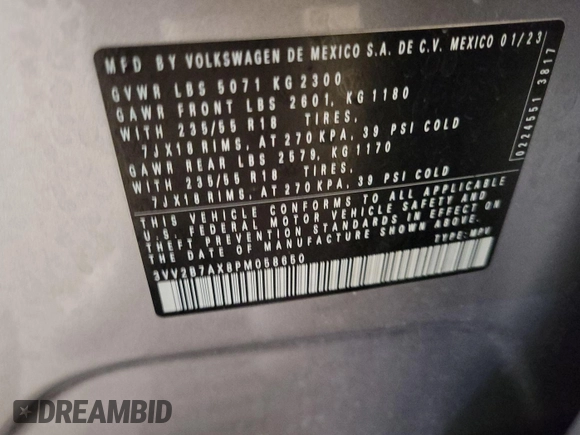 MFD BY VOLKSWAGEN DE MEXICO S.A. DE C.V. MEXICO 01/23
GVWR LBS 5071 KG 2300
GAWR FRONT LBS 2601, KG 1180
WITH 235/55 R18 TIRES,
7JX18 RIMS, AT 270 KPA, 39 PSI COLD
GAWR REAR LBS 2579, KG 1170
WITH 235/55 R18 TIRES,
7JX18 RIMS, AT 270 KPA, 39 PSI COLD
THIS VEHICLE CONFORMS TO ALL APPLICABLE
U.S. FEDERAL MOTOR VEHICLE SAFETY AND
THEFT PREVENTION STANDARDS IN EFFECT ON
THE DATE OF MANUFACTURE SHOWN ABOVE.
3VV2B7AX8PM058650 TYPE: MPV
0224551 3817
DREAMBID